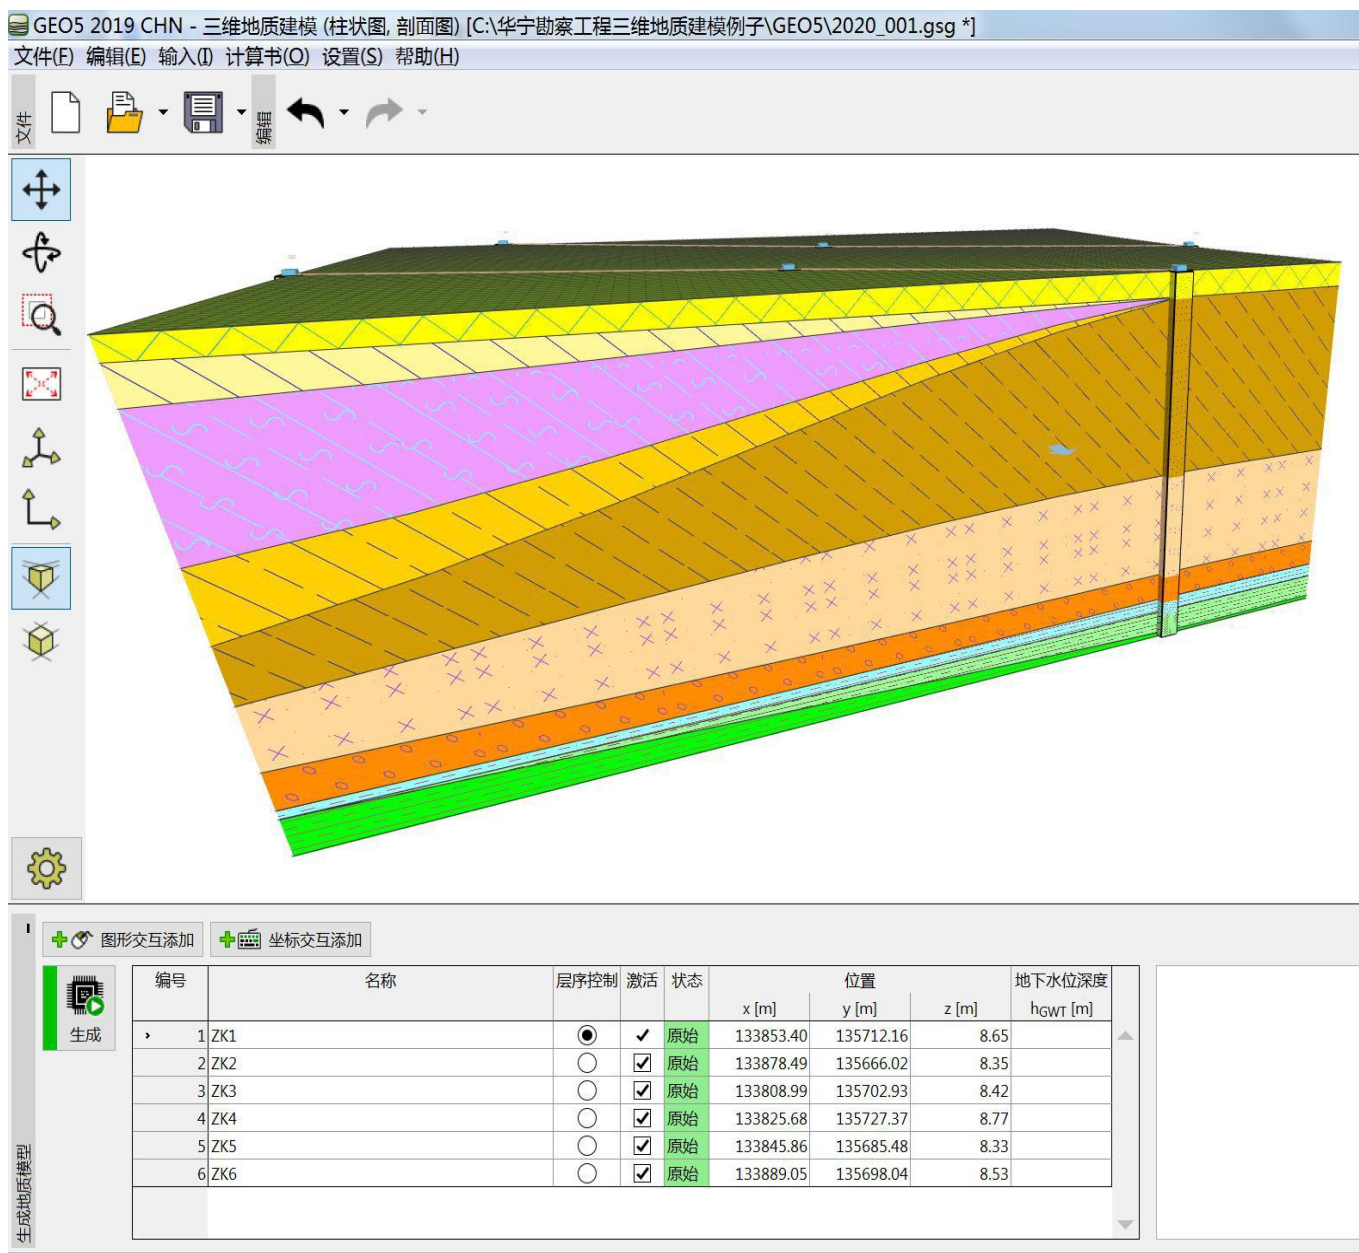 GEO5 2019 CHN - 三维地质建模 (柱状图, 剖面图) [C:\华宁勘察工程三维地质建模例子\GEO5\2020_001.gsg *]
文件(F) 编辑(E) 输入(I) 计算书(O) 设置(S) 帮助(H)
文件
编辑
图形交互添加 坐标交互添加
生成
生成地质模型
编号 名称 层序控制 激活 状态 位置 地下水位深度
x [m] y [m] z [m] hGWT [m]
1 ZK1 原始 133853.40 135712.16 8.65
2 ZK2 原始 133878.49 135666.02 8.35
3 ZK3 原始 133808.99 135702.93 8.42
4 ZK4 原始 133825.68 135727.37 8.77
5 ZK5 原始 133845.86 135685.48 8.33
6 ZK6 原始 133889.05 135698.04 8.53